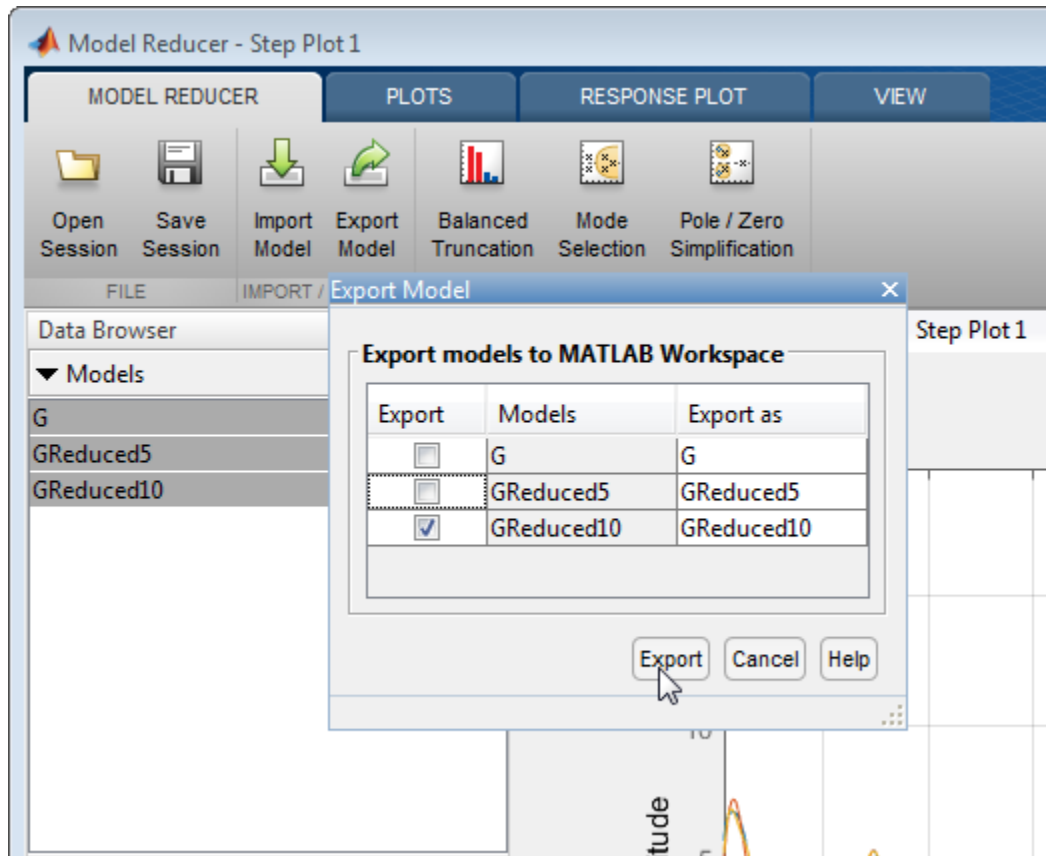 Model Reducer - Step Plot 1
MODEL REDUCER PLOTS RESPONSE PLOT VIEW
Open Session
Save Session
Import Model
Export Model
Balanced Truncation
Mode Selection
Pole / Zero Simplification
FILE IMPORT /
Export Model
Data Browser
Step Plot 1
Models
G
GReduced5
GReduced10
Export models to MATLAB Workspace
Export Models Export as
G G
GReduced5 GReduced5
GReduced10 GReduced10
Export Cancel Help
10
5